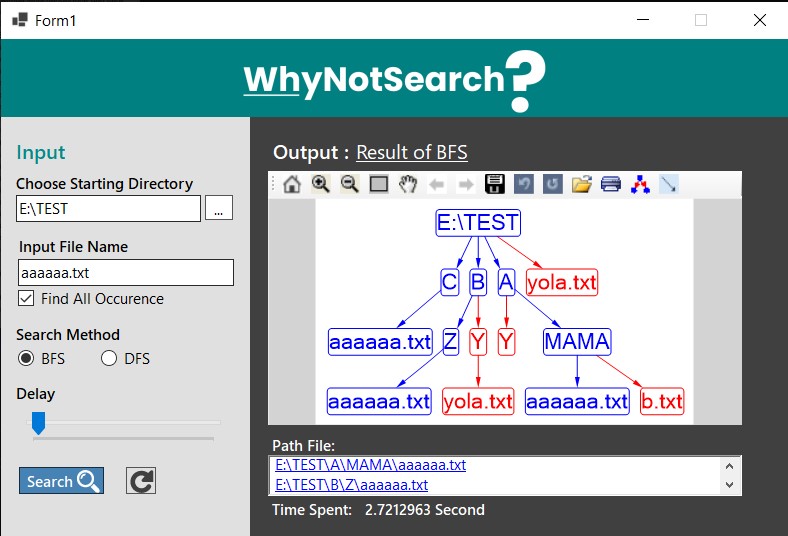 Form1
WhyNotSearch?
Input
Choose Starting Directory
E:\TEST
...
Input File Name
aaaaaa.txt
Find All Occurence
Search Method
BFS DFS
Delay
Search
Output : Result of BFS
E:\TEST
C B A yola.txt
aaaaaa.txt Z Y Y MAMA
aaaaaa.txt yola.txt aaaaaa.txt b.txt
Path File:
E:\TEST\A\MAMA\aaaaaa.txt
E:\TEST\B\Z\aaaaaa.txt
Time Spent: 2.7212963 Second